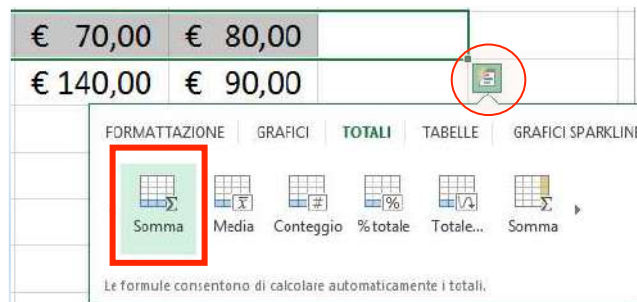 € 70,00 € 80,00
€ 140,00 € 90,00
FORMATTAZIONE GRAFICI TOTALI TABELLE GRAFICI SPARKLINE
Somma Media Conteggio % totale Totale... Somma
Le formule consentono di calcolare automaticamente i totali.